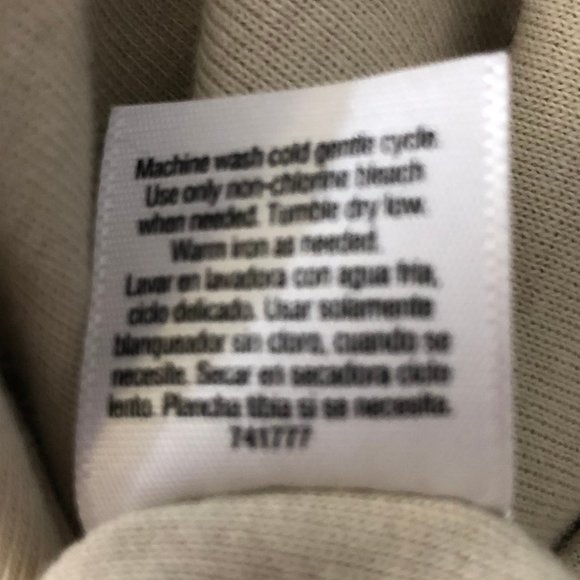 Machine wash cold gentle cycle.
Use only non-chlorine bleach
when needed. Tumble dry low.
Warm iron as needed.
Lavar en lavadora con agua fría,
ciclo delicado. Usar solamente
blanqueador sin cloro, cuando se
necesite. Secar en secadora ciclo
lento. Plancha tibia si se necesita.
741777